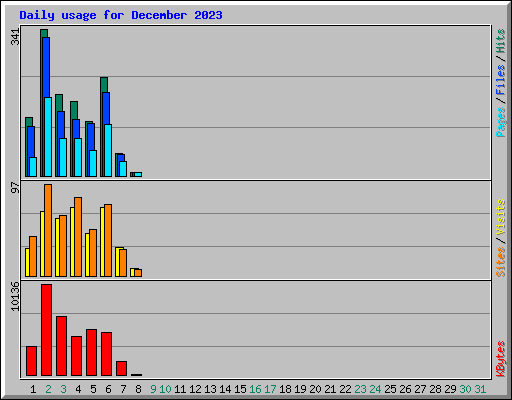 Daily usage for December 2023
341
Pages / Files / Hits
97
Sites / Visits
10136
KBytes
1 2 3 4 5 6 7 8 9 10 11 12 13 14 15 16 17 18 19 20 21 22 23 24 25 26 27 28 29 30 31